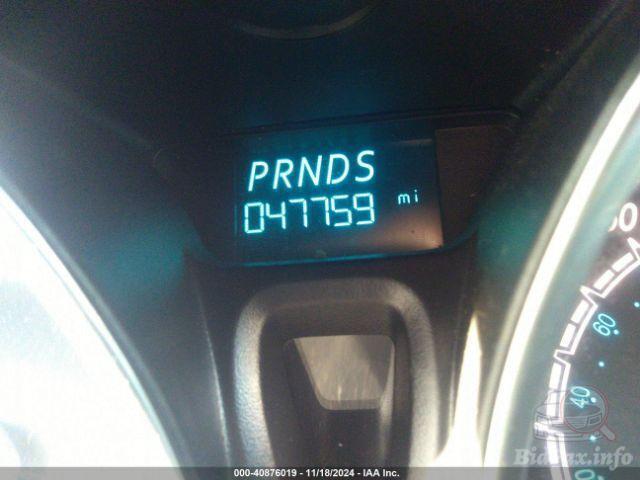 PRNDS
047759 mi
60
40
Bidfax.info
000-40876019 - 11/18/2024 - IAA Inc.